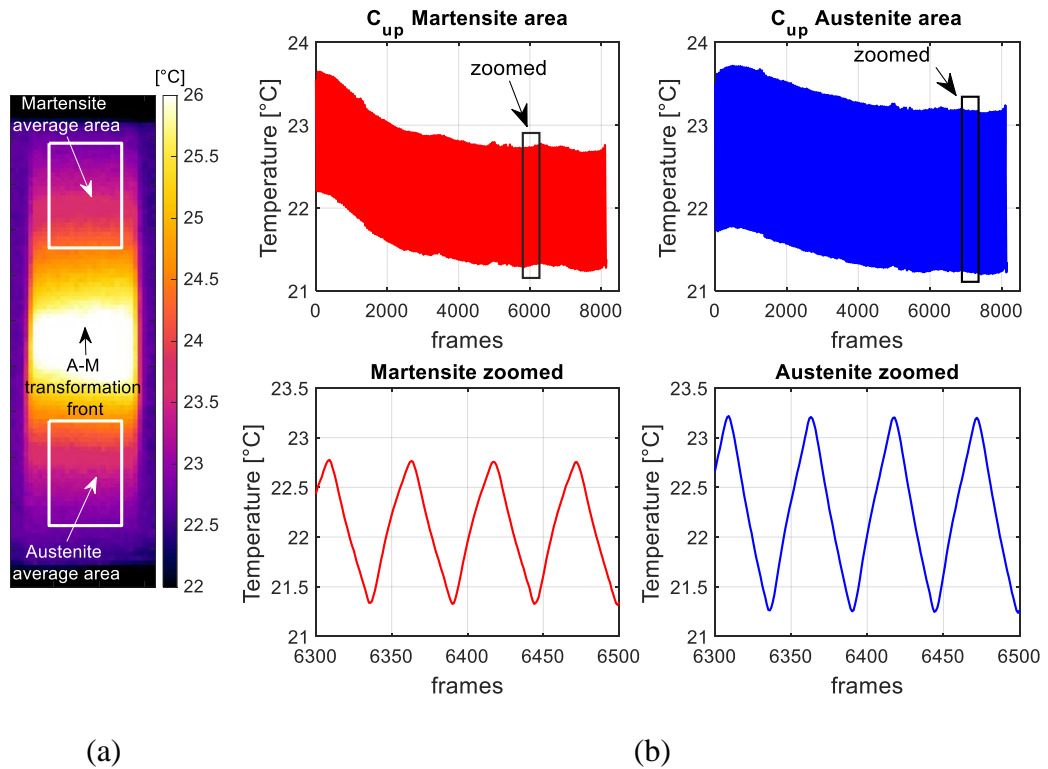 [°C]
Martensite
average area
A-M
transformation
front
Austenite
average area
26
25.5
25
24.5
24
23.5
23
22.5
22
C_up Martensite area
zoomed
Temperature [°C]
24
23
22
21
0 2000 4000 6000 8000
frames
C_up Austenite area
zoomed
Temperature [°C]
24
23
22
21
0 2000 4000 6000 8000
frames
Martensite zoomed
Temperature [°C]
23.5
23
22.5
22
21.5
21
6300 6350 6400 6450 6500
frames
Austenite zoomed
Temperature [°C]
23.5
23
22.5
22
21.5
21
6300 6350 6400 6450 6500
frames
(a)
(b)